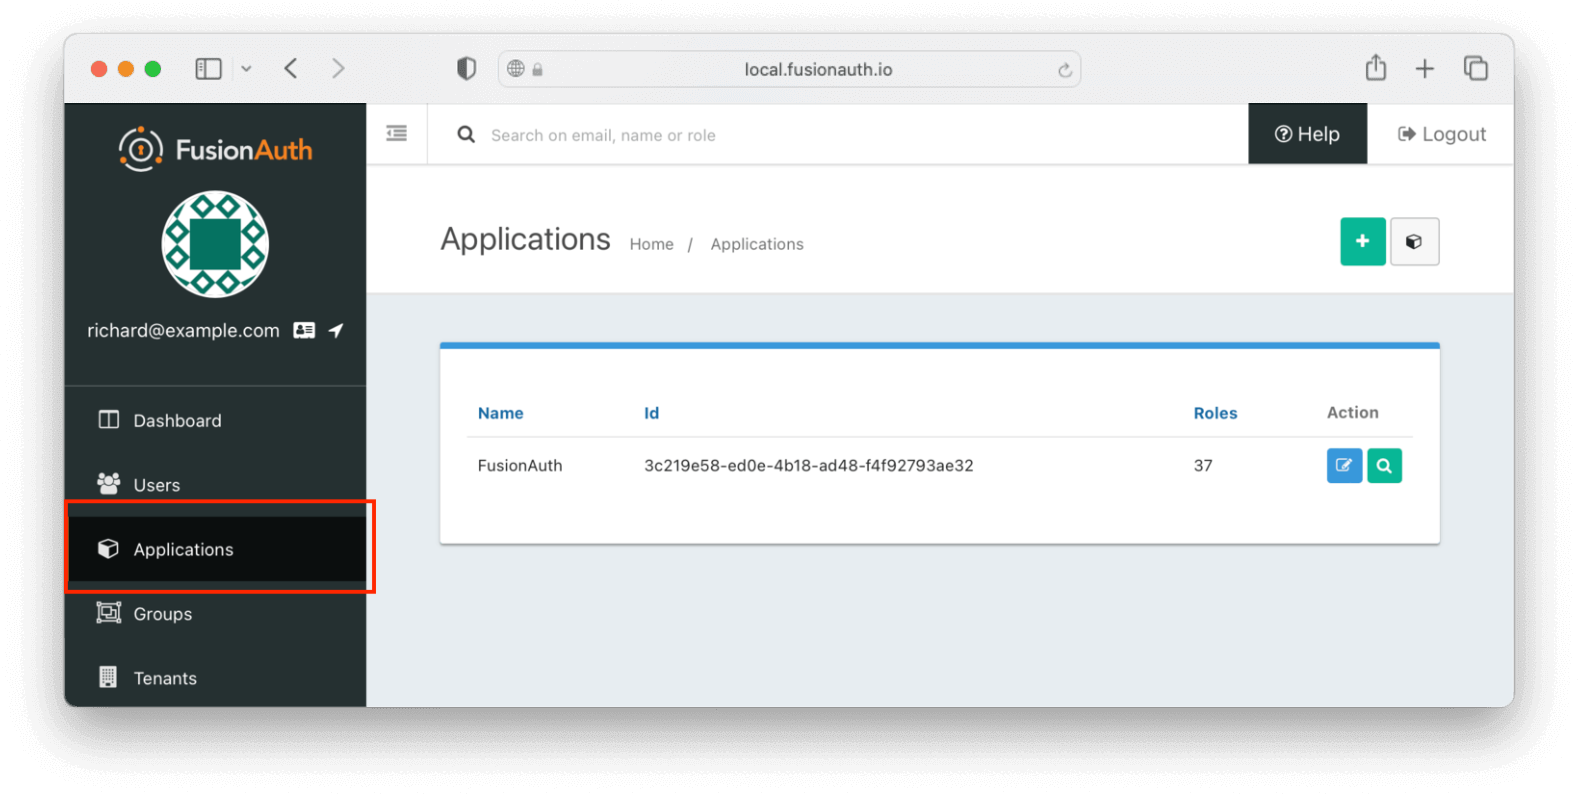 local.fusionauth.io
FusionAuth
Search on email, name or role
Help
Logout
richard@example.com
Applications
Home / Applications
Dashboard
Users
Applications
Groups
Tenants
Name Id Roles Action
FusionAuth 3c219e58-ed0e-4b18-ad48-f4f92793ae32 37